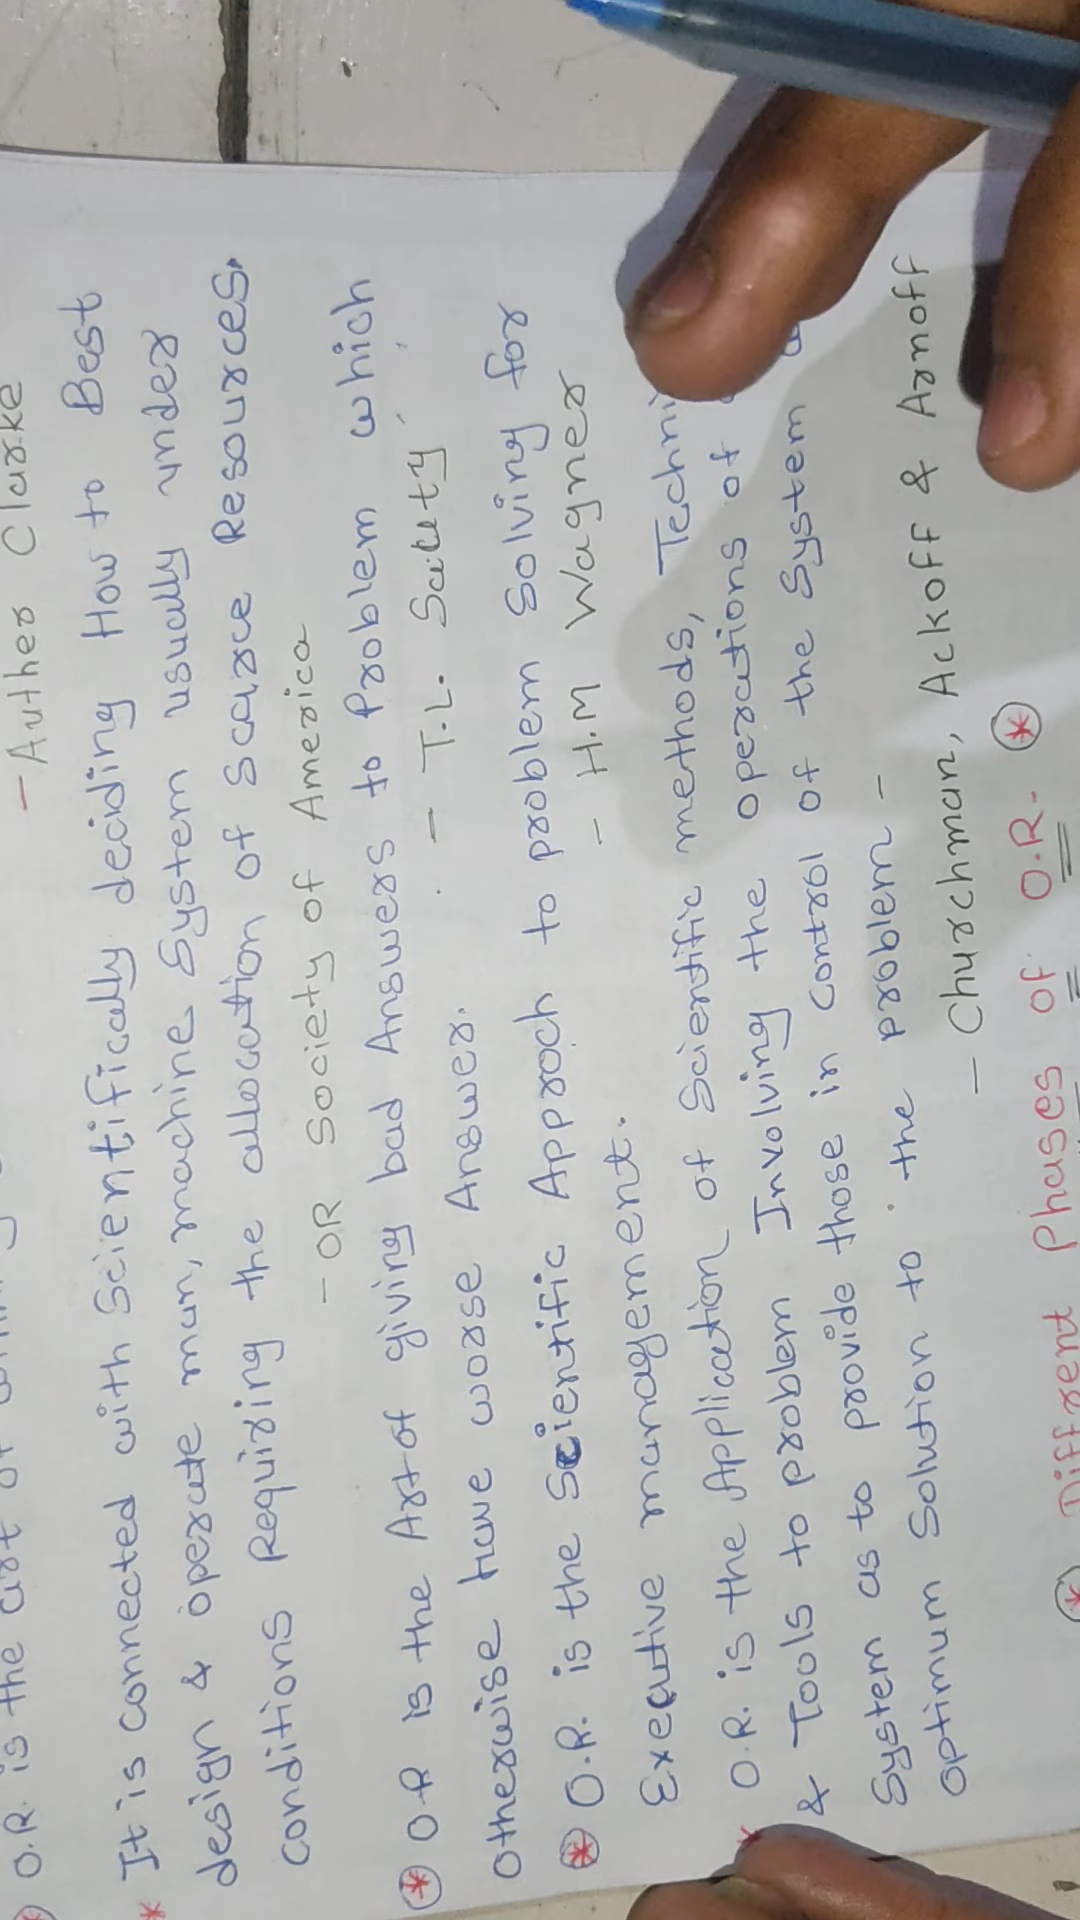 O.R. is the art of
- Auther Clarke
* It is connected with Scientifically deciding How to Best
design & operate man, machine System usually under
conditions Requiring the allocation of Scarce Resources.
- OR Society of America
* OR is the Art of giving bad Answers to Problem which
otherwise have worse Answer. - T.L. Saaty
* O.R. is the Scientific Approch to problem Solving for
Executive management. - H.M Wagner
* O.R. is the Application of Scientific methods,
& Tools to problem Involving the operations of
System as to provide those in control of the System
optimum Solution to the problem -
- Churchman, Ackoff & Arnoff
* Diffrent Phases of O.R. *